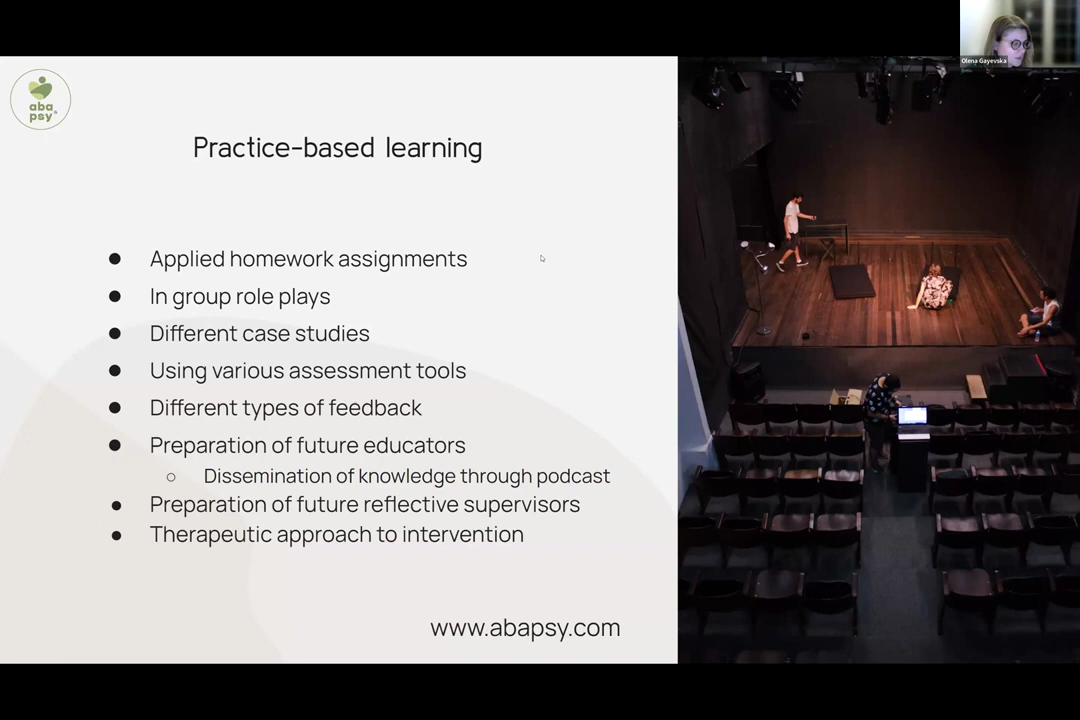 Olena Gayevska
aba
psy
Practice-based learning
Applied homework assignments
In group role plays
Different case studies
Using various assessment tools
Different types of feedback
Preparation of future educators
Dissemination of knowledge through podcast
Preparation of future reflective supervisors
Therapeutic approach to intervention
www.abapsy.com